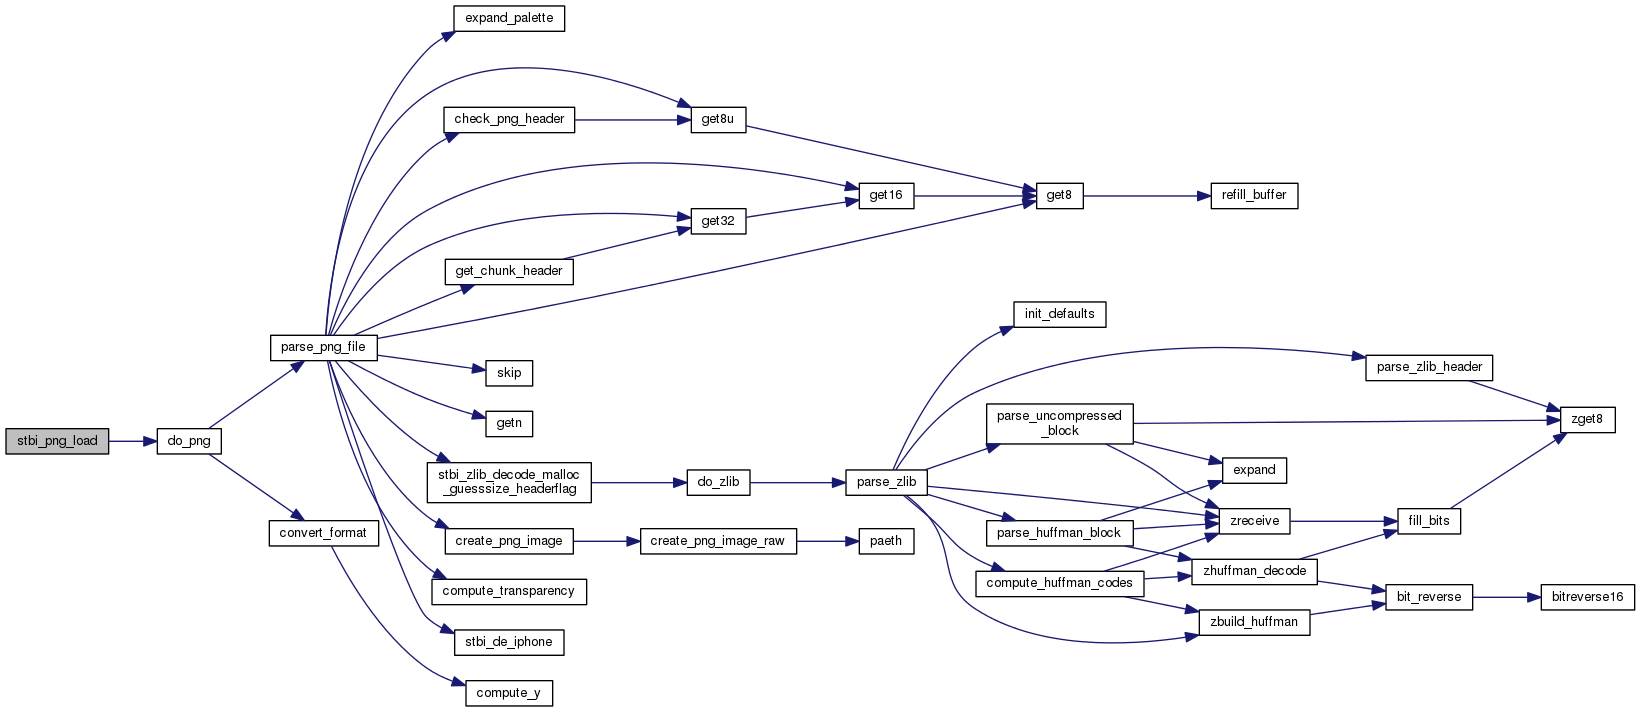 expand_palette
check_png_header
get8u
get16
get8
refill_buffer
get32
get_chunk_header
init_defaults
parse_png_file
skip
parse_zlib_header
getn
parse_uncompressed
_block
zget8
stbi_png_load
do_png
stbi_zlib_decode_malloc
_guesssize_headerflag
do_zlib
parse_zlib
expand
convert_format
create_png_image
create_png_image_raw
paeth
parse_huffman_block
zreceive
fill_bits
compute_transparency
compute_huffman_codes
zhuffman_decode
bit_reverse
bitreverse16
stbi_de_iphone
zbuild_huffman
compute_y